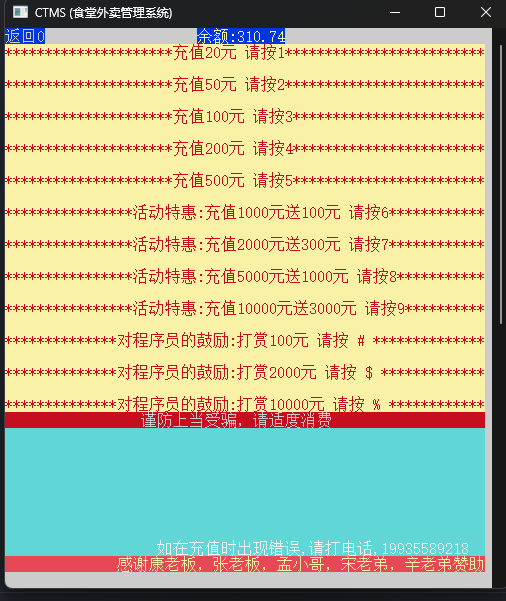 CTMS (食堂外卖管理系统)
返回0 余额:310.74
*********************充值20元 请按1*************************
*********************充值50元 请按2*************************
*********************充值100元 请按3************************
*********************充值200元 请按4************************
*********************充值500元 请按5************************
****************活动特惠:充值1000元送100元 请按6************
****************活动特惠:充值2000元送300元 请按7************
****************活动特惠:充值5000元送1000元 请按8***********
****************活动特惠:充值10000元送3000元 请按9**********
**************对程序员的鼓励:打赏100元 请按 # **************
**************对程序员的鼓励:打赏2000元 请按 $ *************
**************对程序员的鼓励:打赏10000元 请按 % ************
谨防上当受骗，请适度消费
如在充值时出现错误,请打电话,19935589218
感谢康老板，张老板，孟小哥，宋老弟，辛老弟赞助